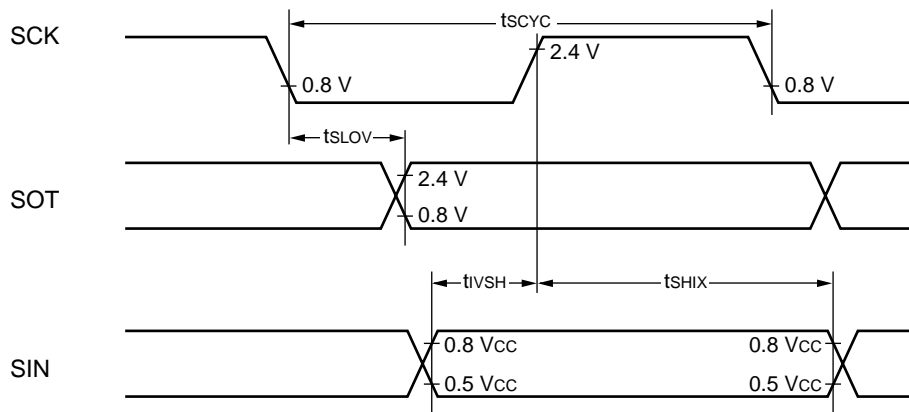 tSCYC
SCK
2.4 V
0.8 V
0.8 V
tSLOV
2.4 V
SOT
0.8 V
tIVSH
tSHIX
0.8 VCC
0.8 VCC
SIN
0.5 VCC
0.5 VCC